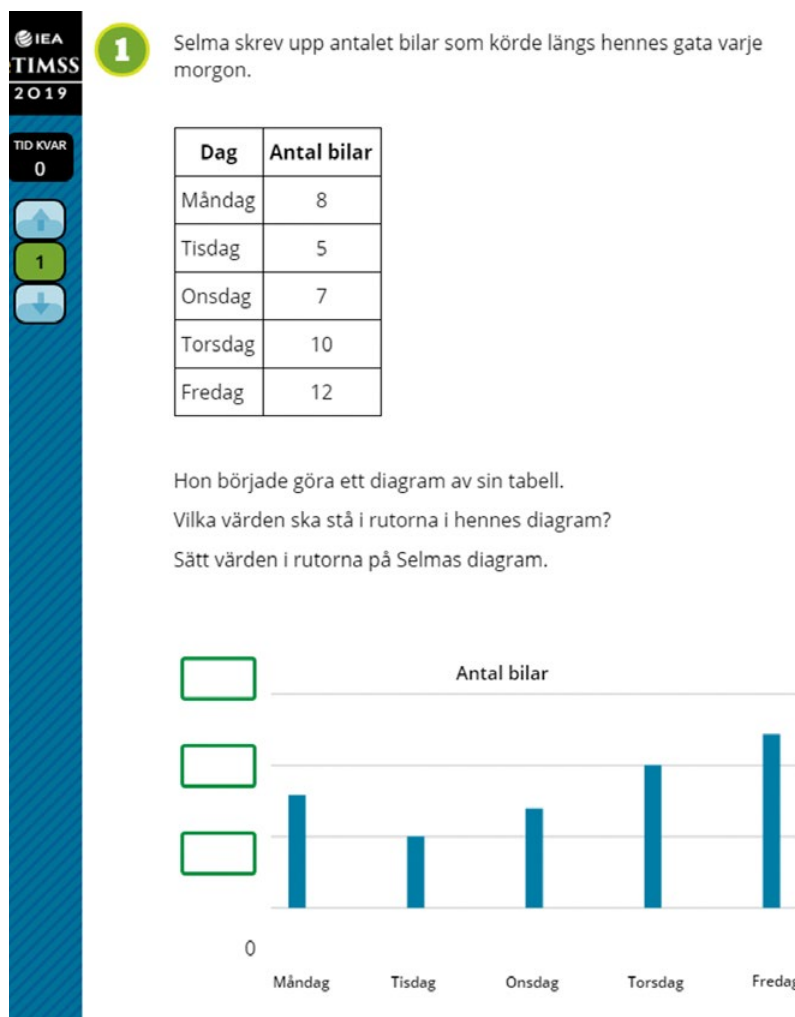 IEA
TIMSS
2019
TID KVAR
0
1
1
Selma skrev upp antalet bilar som körde längs hennes gata varje
morgon.
Dag Antal bilar
Måndag 8
Tisdag 5
Onsdag 7
Torsdag 10
Fredag 12
Hon började göra ett diagram av sin tabell.
Vilka värden ska stå i rutorna i hennes diagram?
Sätt värden i rutorna på Selmas diagram.
Antal bilar
0
Måndag Tisdag Onsdag Torsdag Fredag